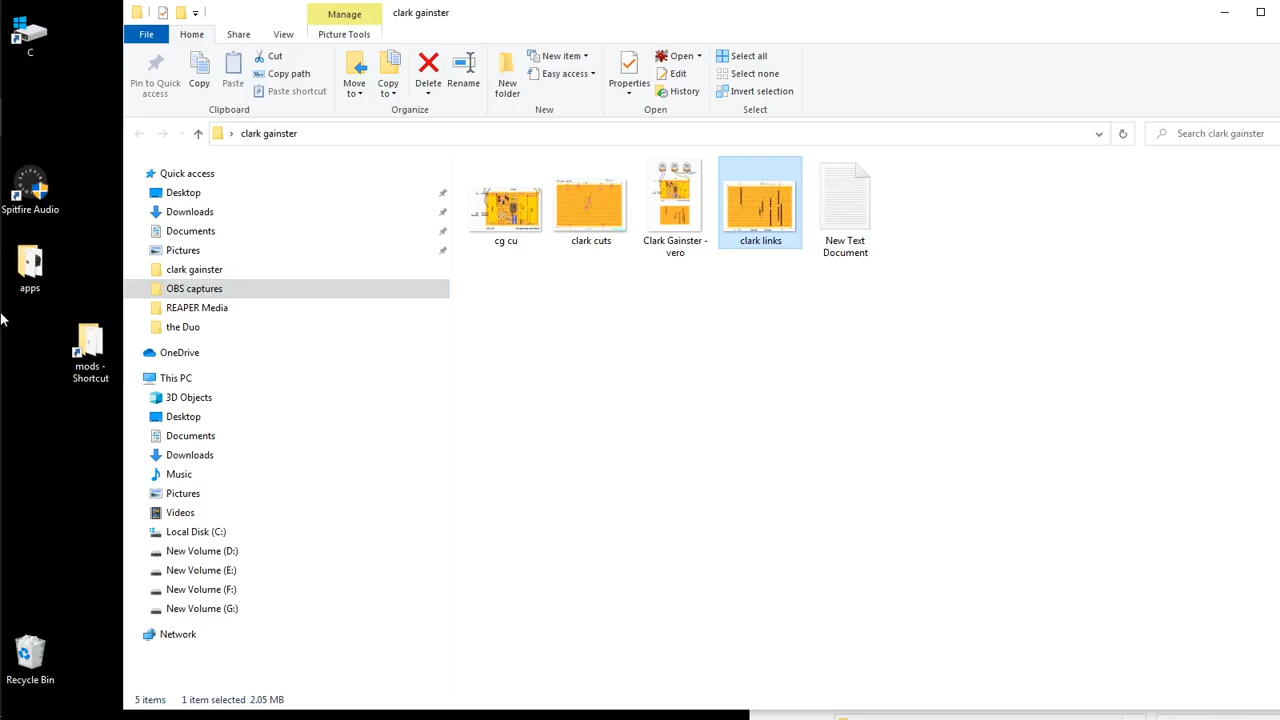 C
Spitfire Audio
apps
mods -
Shortcut
Recycle Bin
Manage
clark gainster
File
Home
Share
View
Picture Tools
Pin to Quick
access
Copy
Paste
Cut
Copy path
Paste shortcut
Clipboard
Move
to
Copy
to
Delete
Rename
Organize
New
folder
New item
Easy access
New
Properties
Open
Edit
History
Open
Select all
Select none
Invert selection
Select
clark gainster
Search clark gainster
Quick access
Desktop
Downloads
Documents
Pictures
clark gainster
OBS captures
REAPER Media
the Duo
OneDrive
This PC
3D Objects
Desktop
Documents
Downloads
Music
Pictures
Videos
Local Disk (C:)
New Volume (D:)
New Volume (E:)
New Volume (F:)
New Volume (G:)
Network
cg cu
clark cuts
Clark Gainster -
vero
clark links
New Text
Document
5 items
1 item selected 2.05 MB